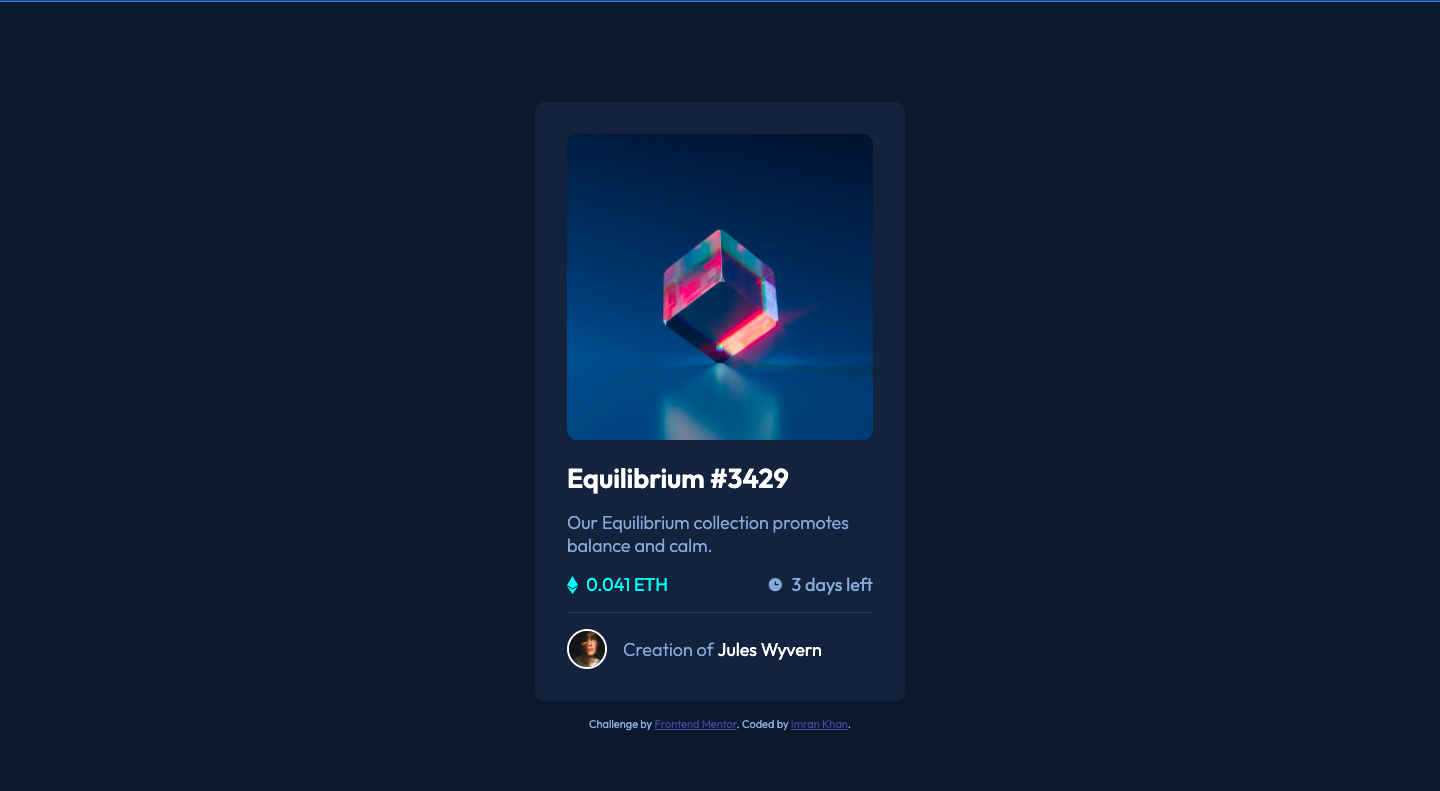 Equilibrium #3429
Our Equilibrium collection promotes
balance and calm.
0.041 ETH 3 days left
Creation of Jules Wyvern
Challenge by Frontend Mentor. Coded by Imran Khan.